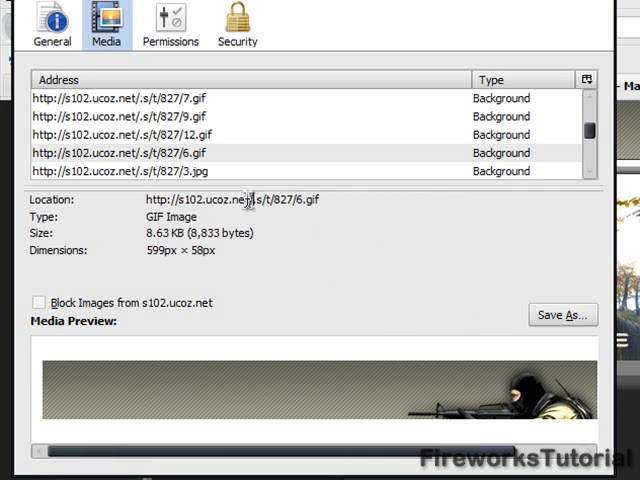 General
Media
Permissions
Security
Address
Type
http://s102.ucoz.net/.s/t/827/7.gif
Background
http://s102.ucoz.net/.s/t/827/9.gif
Background
http://s102.ucoz.net/.s/t/827/12.gif
Background
http://s102.ucoz.net/.s/t/827/6.gif
Background
http://s102.ucoz.net/.s/t/827/3.jpg
Background
- Ma
Location:
http://s102.ucoz.net/.s/t/827/6.gif
Type:
GIF Image
Size:
8.63 KB (8,833 bytes)
Dimensions:
599px × 58px
Block Images from s102.ucoz.net
Save As...
Media Preview:
FireworksTutorial